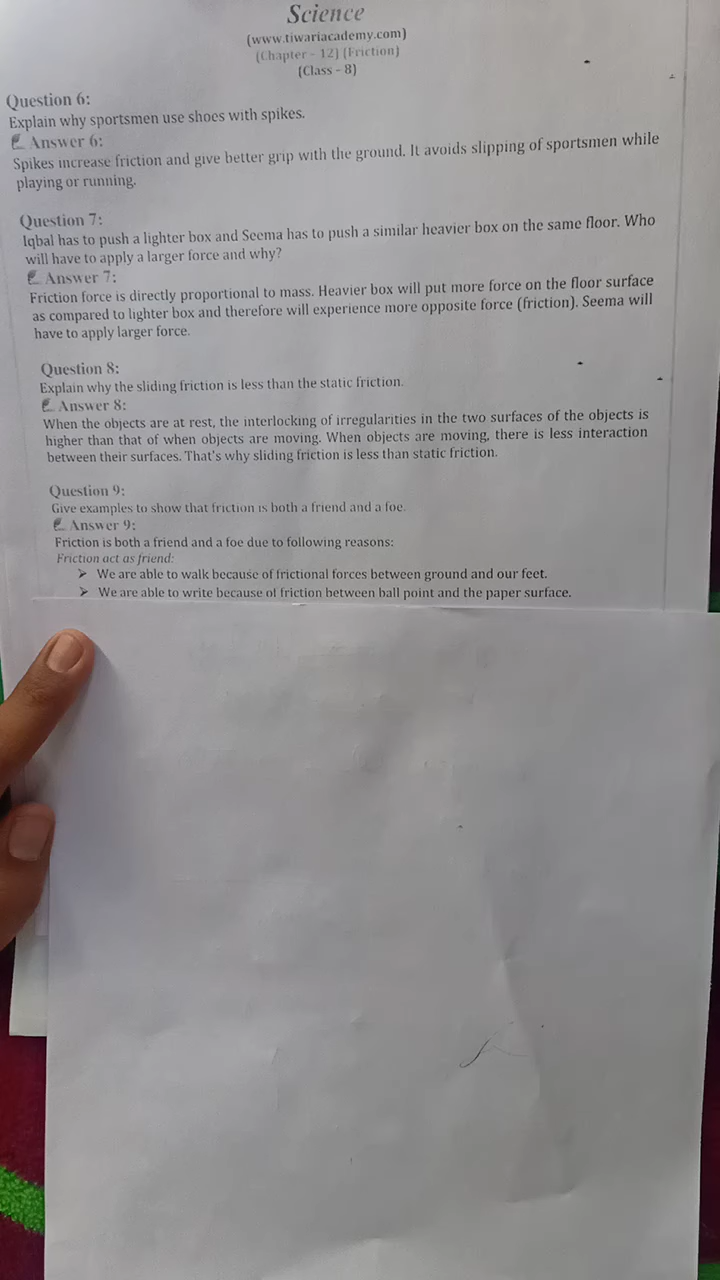 Science
(www.tiwariacademy.com)
(Chapter – 12) (Friction)
(Class – 8)
Question 6:
Explain why sportsmen use shoes with spikes.
Answer 6:
Spikes increase friction and give better grip with the ground. It avoids slipping of sportsmen while
playing or running.
Question 7:
Iqbal has to push a lighter box and Seema has to push a similar heavier box on the same floor. Who
will have to apply a larger force and why?
Answer 7:
Friction force is directly proportional to mass. Heavier box will put more force on the floor surface
as compared to lighter box and therefore will experience more opposite force (friction). Seema will
have to apply larger force.
Question 8:
Explain why the sliding friction is less than the static friction.
Answer 8:
When the objects are at rest, the interlocking of irregularities in the two surfaces of the objects is
higher than that of when objects are moving. When objects are moving, there is less interaction
between their surfaces. That's why sliding friction is less than static friction.
Question 9:
Give examples to show that friction is both a friend and a foe.
Answer 9:
Friction is both a friend and a foe due to following reasons:
Friction act as friend:
➢ We are able to walk because of frictional forces between ground and our feet.
➢ We are able to write because of friction between ball point and the paper surface.